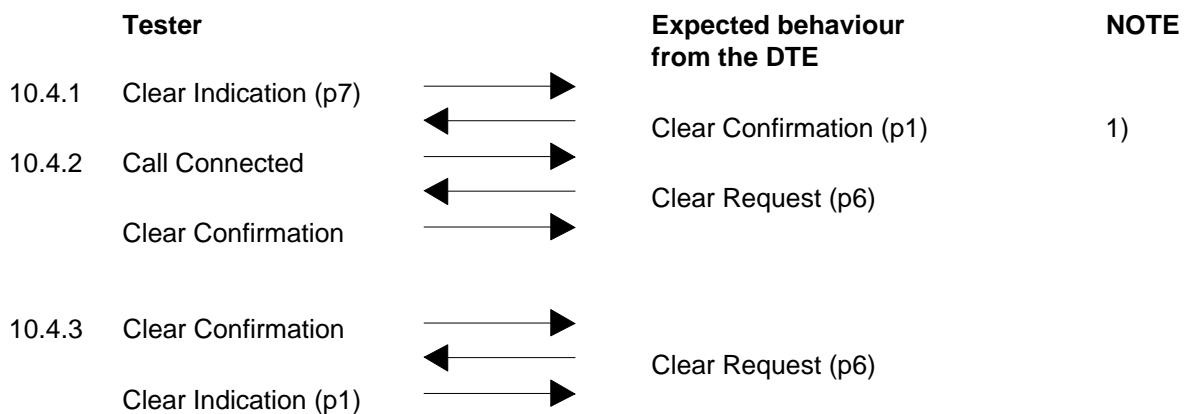 Tester Expected behaviour NOTE
from the DTE
10.4.1 Clear Indication (p7)
Clear Confirmation (p1) 1)
10.4.2 Call Connected
Clear Request (p6)
Clear Confirmation
10.4.3 Clear Confirmation
Clear Request (p6)
Clear Indication (p1)